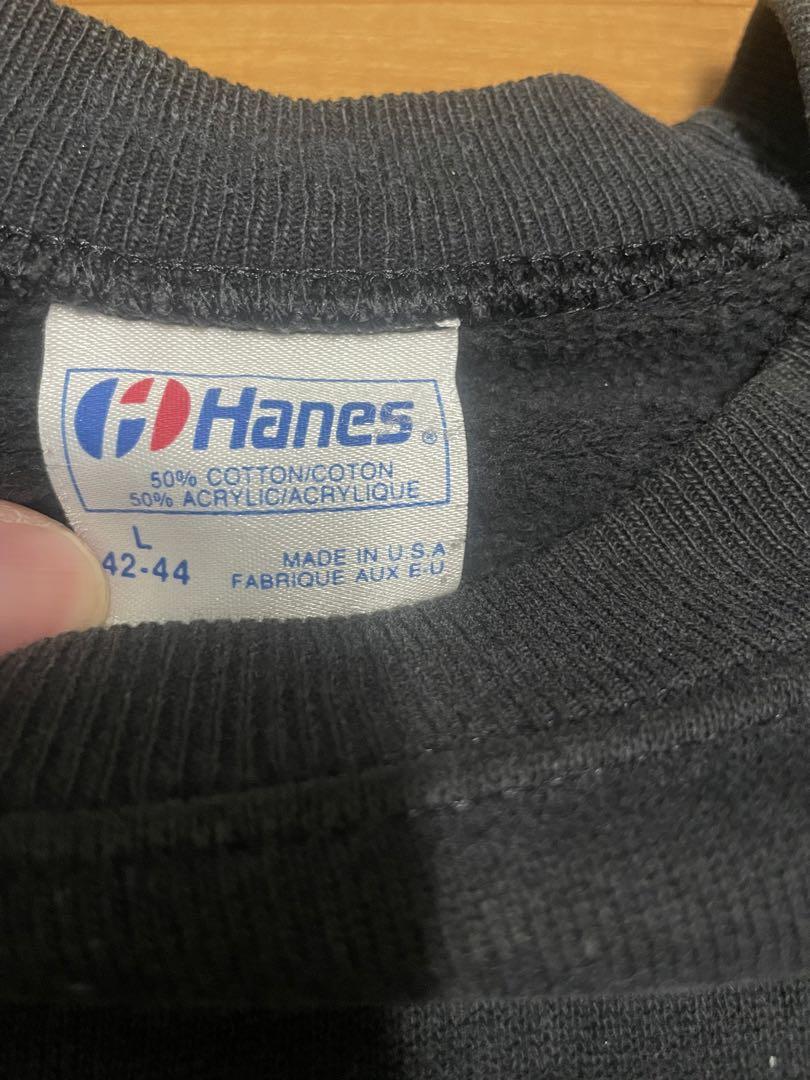 Hanes®
50% COTTON/COTON
50% ACRYLIC/ACRYLIQUE
L
42-44
MADE IN U.S.A
FABRIQUE AUX E-U